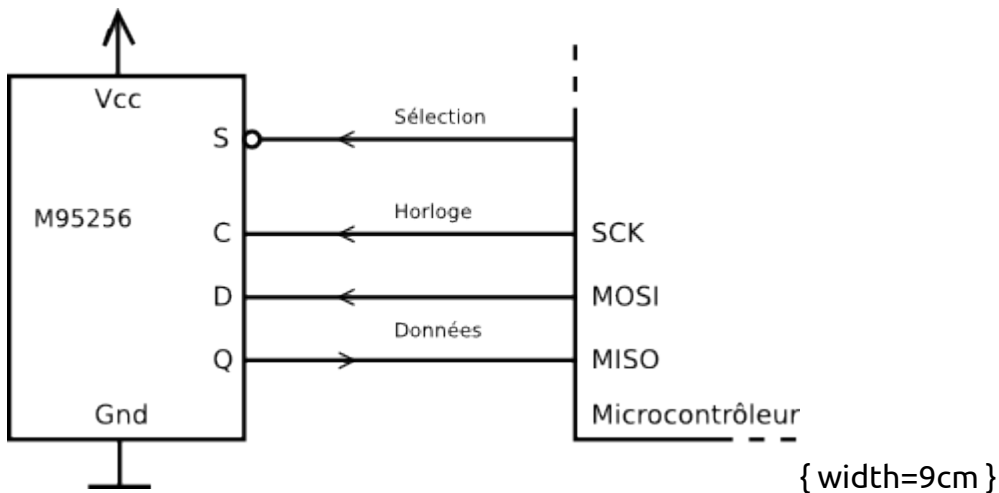 Vcc
S
Sélection
M95256
Horloge
C
SCK
D
MOSI
Données
Q
MISO
Gnd
Microcontrôleur
{ width=9cm }